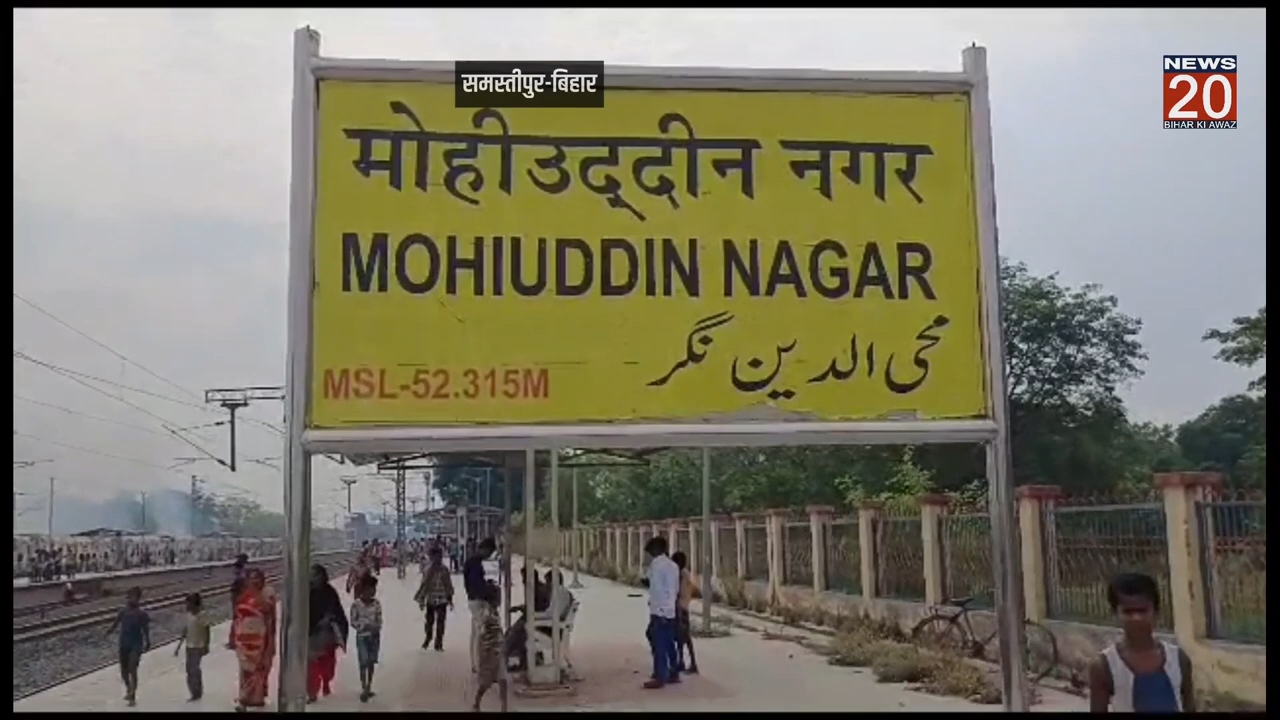 समस्तीपुर-बिहार
NEWS
20
BIHAR KI AWAZ
मोहीउद्दीन नगर
MOHIUDDIN NAGAR
محی الدین نگر
MSL-52.315M